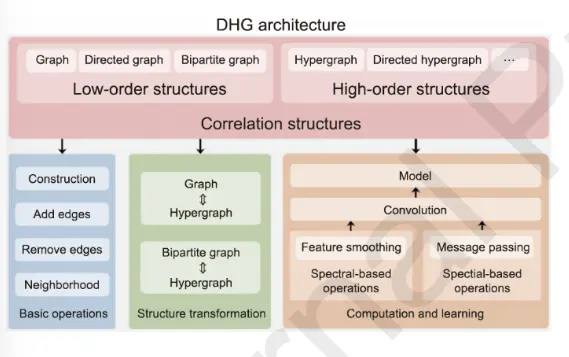 DHG architecture
Graph
Directed graph
Bipartite graph
Low-order structures
Hypergraph
Directed hypergraph
...
High-order structures
Correlation structures
Construction
Add edges
Remove edges
Neighborhood
Basic operations
Graph
⇕
Hypergraph
Bipartite graph
⇕
Hypergraph
Structure transformation
Model
Convolution
Feature smoothing
Spectral-based
operations
Message passing
Spectial-based
operations
Computation and learning